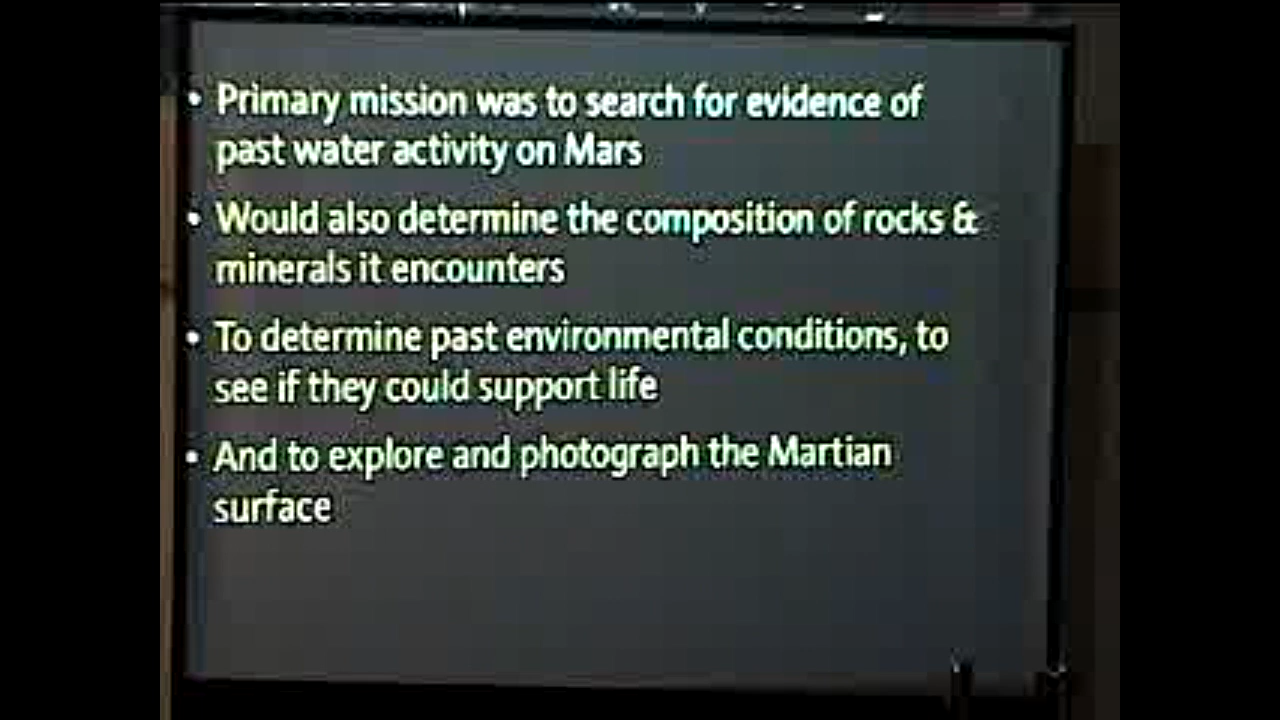 • Primary mission was to search for evidence of
past water activity on Mars
• Would also determine the composition of rocks &
minerals it encounters
• To determine past environmental conditions, to
see if they could support life
• And to explore and photograph the Martian
surface